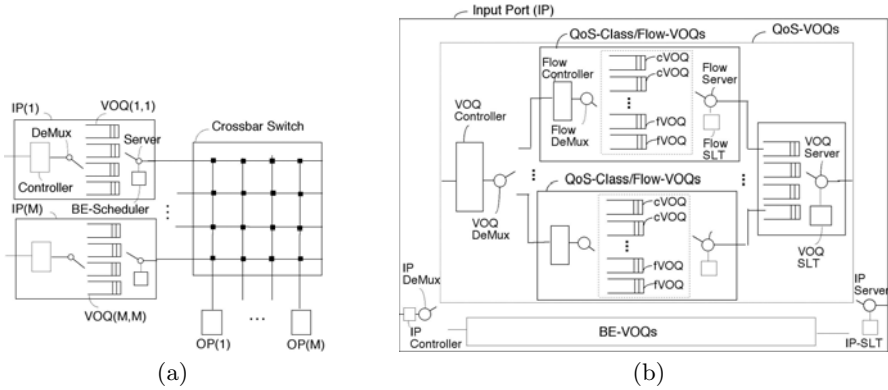 IP(1)
VOQ(1,1)
DeMux
Server
Controller
BE-Scheduler
Crossbar Switch
IP(M)
VOQ(M,M)
OP(1)
OP(M)
(a)
Input Port (IP)
QoS-Class/Flow-VOQs
QoS-VOQs
Flow
Controller
cVOQ
cVOQ
Flow
Server
VOQ
Controller
Flow
DeMux
fVOQ
fVOQ
Flow
SLT
VOQ
Server
QoS-Class/Flow-VOQs
VOQ
DeMux
cVOQ
cVOQ
VOQ
SLT
fVOQ
fVOQ
IP
DeMux
IP
Server
IP
Controller
BE-VOQs
IP-SLT
(b)